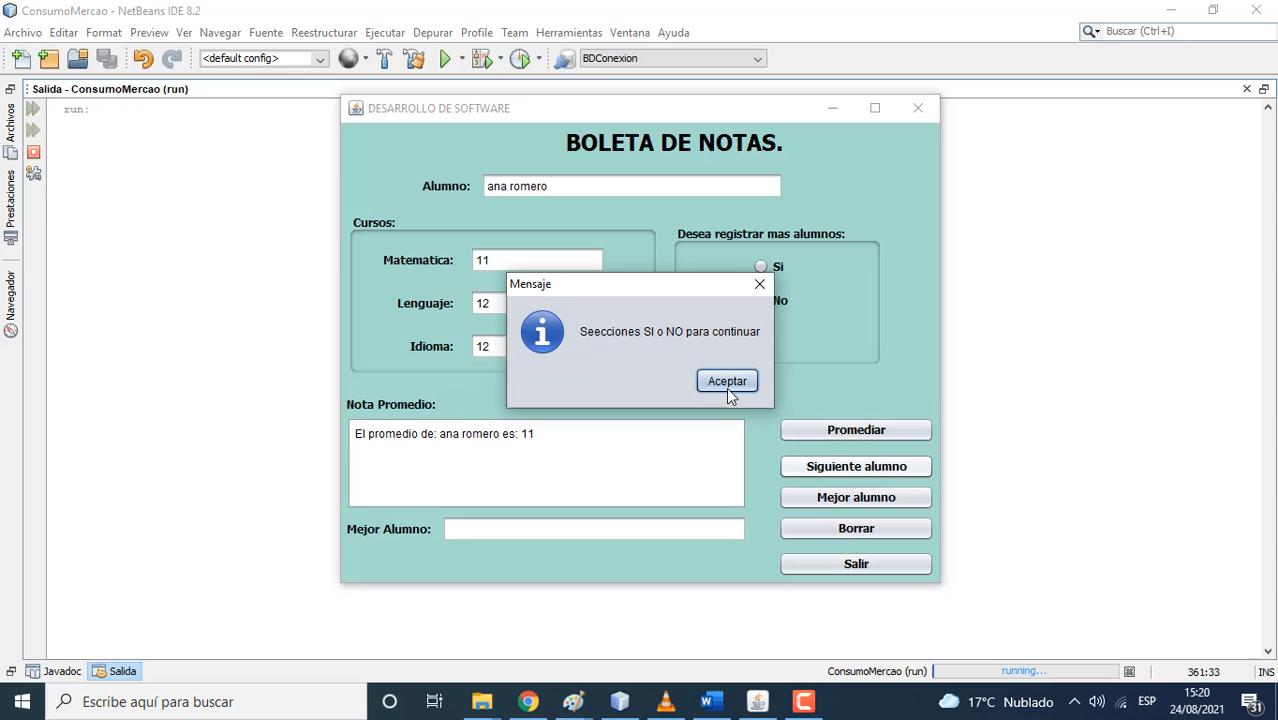 ConsumoMercao - NetBeans IDE 8.2
Archivo Editar Format Preview Ver Navegar Fuente Reestructurar Ejecutar Depurar Profile Team Herramientas Ventana Ayuda
Buscar (Ctrl+I)
<default config>
BDConexion
Salida - ConsumoMercao (run)
run:
Archivos
Prestaciones
Navegador
DESARROLLO DE SOFTWARE
BOLETA DE NOTAS.
Alumno: ana romero
Cursos:
Desea registrar mas alumnos:
Matematica: 11
Si
Lenguaje: 12
No
Idioma: 12
Mensaje
Seecciones SI o NO para continuar
Aceptar
Nota Promedio:
El promedio de: ana romero es: 11
Promediar
Siguiente alumno
Mejor alumno
Mejor Alumno:
Borrar
Salir
Javadoc
Salida
ConsumoMercao (run)
running...
361:33
INS
Escribe aquí para buscar
17°C Nublado
ESP
15:20
24/08/2021
31